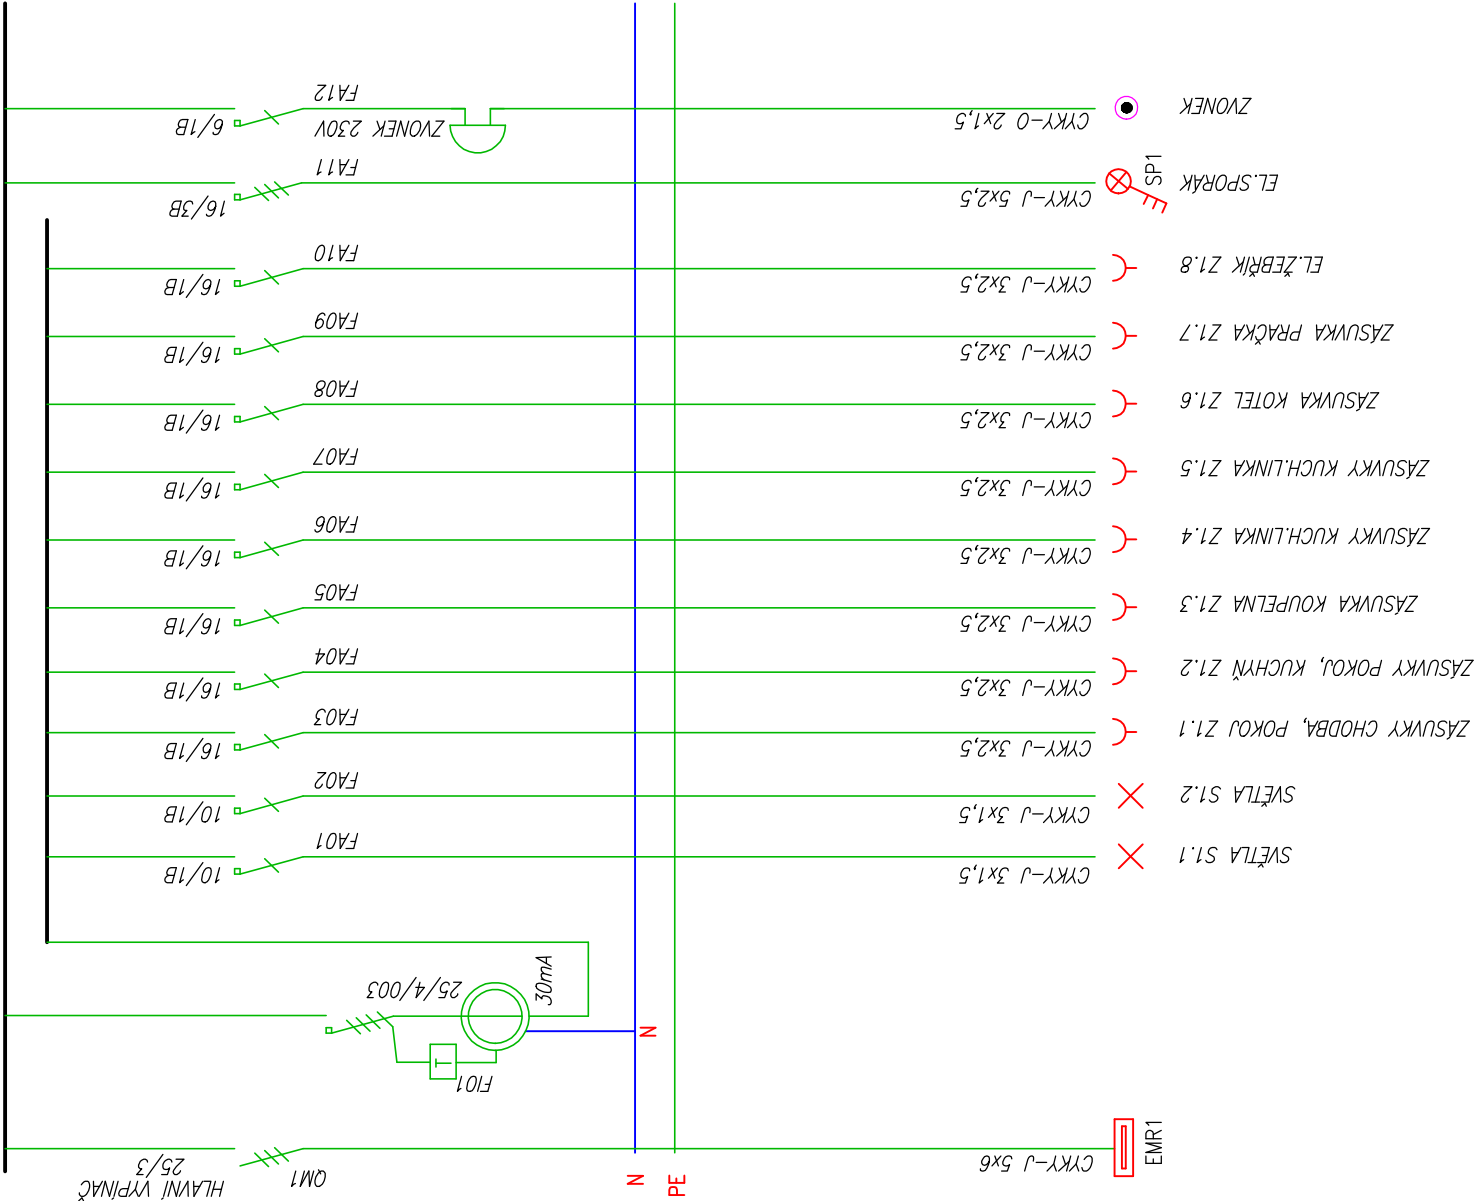 HLAVNÍ VYPÍNAČ
25/3
QM1
N
PE
CYKY-J 5x6
EMR1
FI01
25/4/003
30mA
N
10/1B
FA01
CYKY-J 3x1,5
SVĚTLA S1.1
10/1B
FA02
CYKY-J 3x1,5
SVĚTLA S1.2
16/1B
FA03
CYKY-J 3x2,5
ZÁSUVKY CHODBA, POKOJ Z1.1
16/1B
FA04
CYKY-J 3x2,5
ZÁSUVKY POKOJ, KUCHYŇ Z1.2
16/1B
FA05
CYKY-J 3x2,5
ZÁSUVKA KOUPELNA Z1.3
16/1B
FA06
CYKY-J 3x2,5
ZÁSUVKY KUCH.LINKA Z1.4
16/1B
FA07
CYKY-J 3x2,5
ZÁSUVKY KUCH.LINKA Z1.5
16/1B
FA08
CYKY-J 3x2,5
ZÁSUVKA KOTEL Z1.6
16/1B
FA09
CYKY-J 3x2,5
ZÁSUVKA PRAČKA Z1.7
16/1B
FA10
CYKY-J 3x2,5
EL.ŽEBŘÍK Z1.8
16/3B
FA11
CYKY-J 5x2,5
SP1
EL.SPORÁK
6/1B
FA12
ZVONEK 230V
CYKY-O 2x1,5
ZVONEK